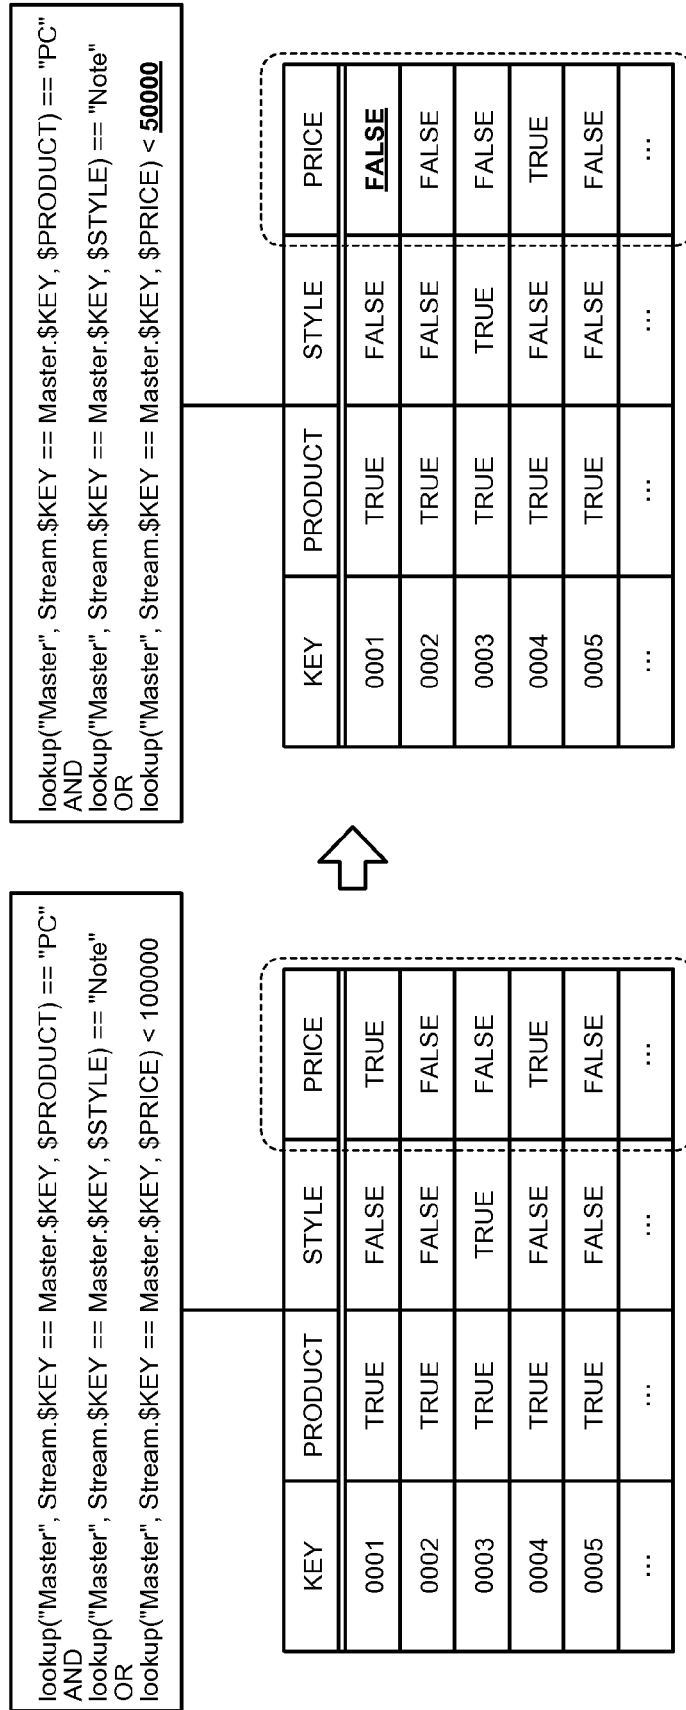 lookup("Master", Stream.$KEY == Master.$KEY, $PRODUCT) == "PC"
AND
lookup("Master", Stream.$KEY == Master.$KEY, $STYLE) == "Note"
OR
lookup("Master", Stream.$KEY == Master.$KEY, $PRICE) < 100000
KEY PRODUCT STYLE PRICE
0001 TRUE FALSE TRUE
0002 TRUE FALSE FALSE
0003 TRUE TRUE FALSE
0004 TRUE FALSE TRUE
0005 TRUE FALSE FALSE
... ... ... ...
lookup("Master", Stream.$KEY == Master.$KEY, $PRODUCT) == "PC"
AND
lookup("Master", Stream.$KEY == Master.$KEY, $STYLE) == "Note"
OR
lookup("Master", Stream.$KEY == Master.$KEY, $PRICE) < 50000
KEY PRODUCT STYLE PRICE
0001 TRUE FALSE FALSE
0002 TRUE FALSE FALSE
0003 TRUE TRUE FALSE
0004 TRUE FALSE TRUE
0005 TRUE FALSE FALSE
... ... ... ...